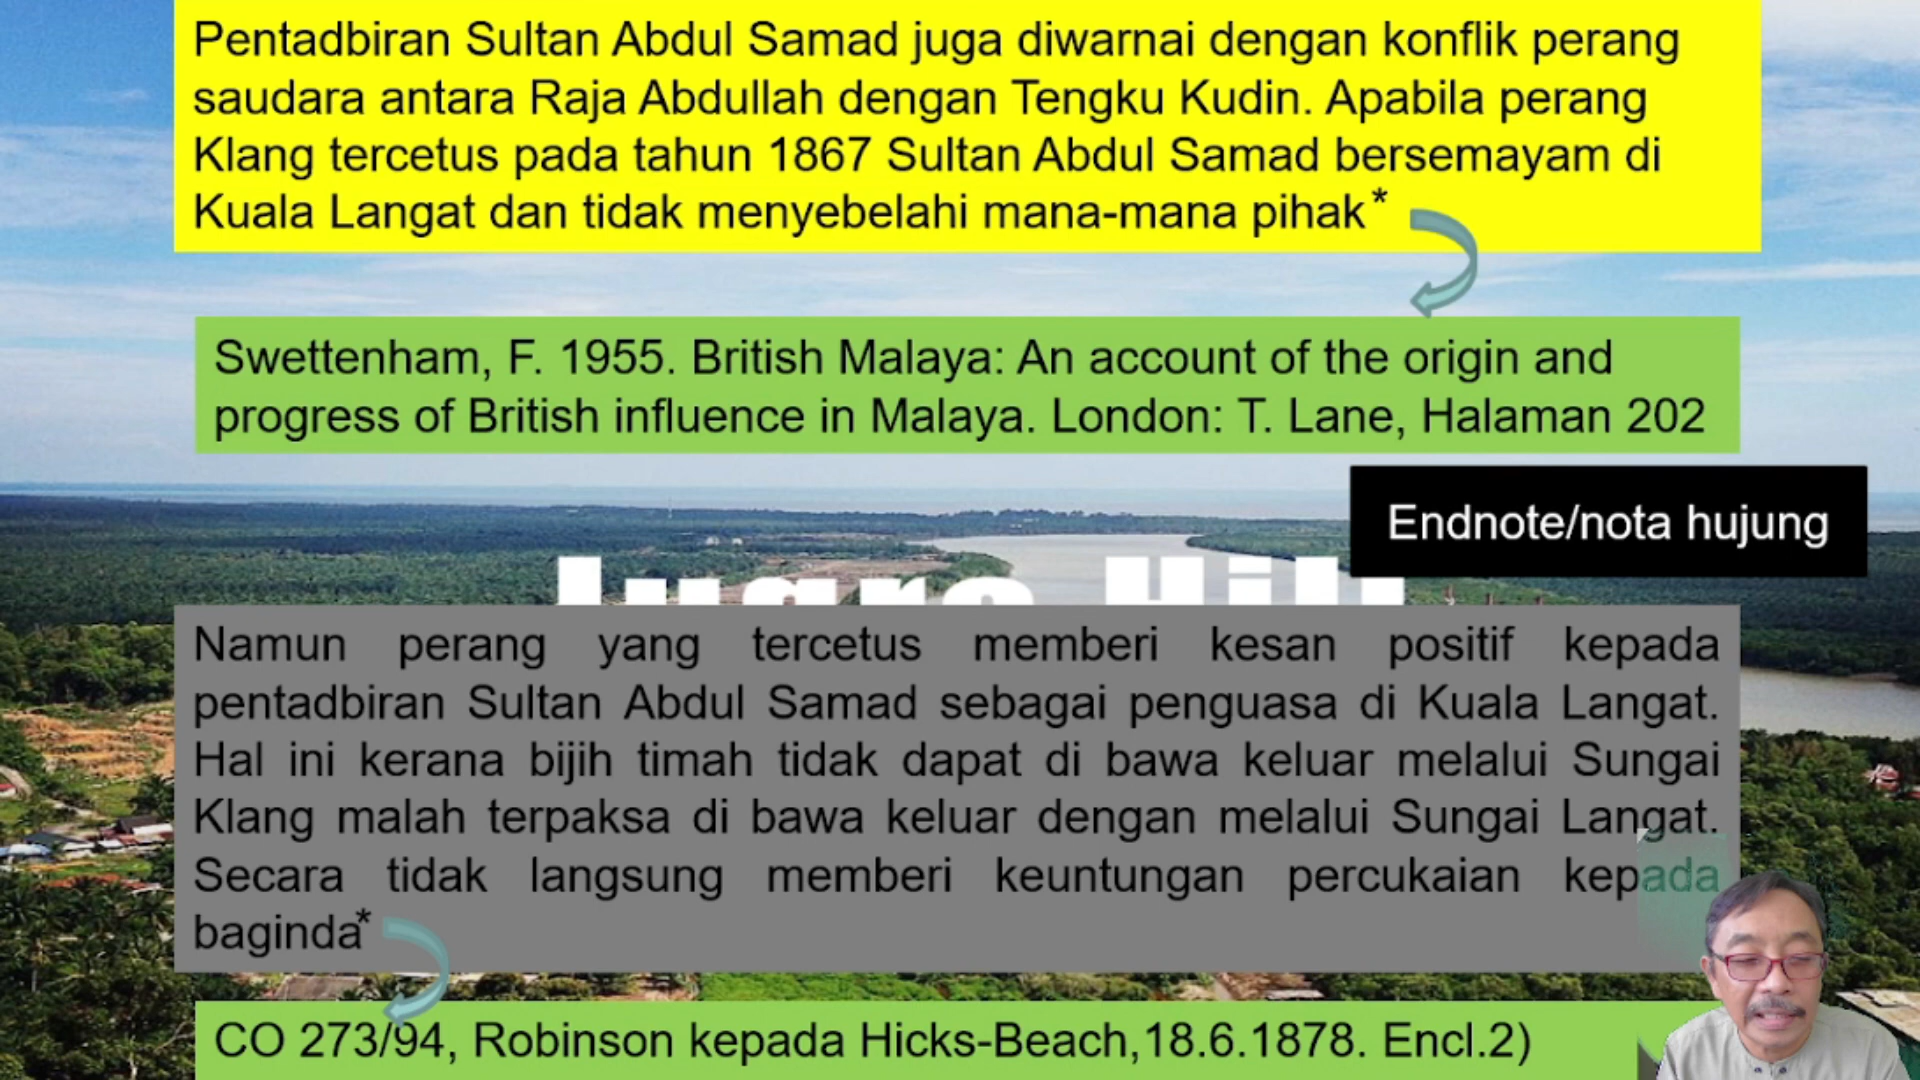 Pentadbiran Sultan Abdul Samad juga diwarnai dengan konflik perang
saudara antara Raja Abdullah dengan Tengku Kudin. Apabila perang
Klang tercetus pada tahun 1867 Sultan Abdul Samad bersemayam di
Kuala Langat dan tidak menyebelahi mana-mana pihak*
Swettenham, F. 1955. British Malaya: An account of the origin and
progress of British influence in Malaya. London: T. Lane, Halaman 202
Endnote/nota hujung
Namun perang yang tercetus memberi kesan positif kepada
pentadbiran Sultan Abdul Samad sebagai penguasa di Kuala Langat.
Hal ini kerana bijih timah tidak dapat di bawa keluar melalui Sungai
Klang malah terpaksa di bawa keluar dengan melalui Sungai Langat.
Secara tidak langsung memberi keuntungan percukaian kepada
baginda*
CO 273/94, Robinson kepada Hicks-Beach,18.6.1878. Encl.2)